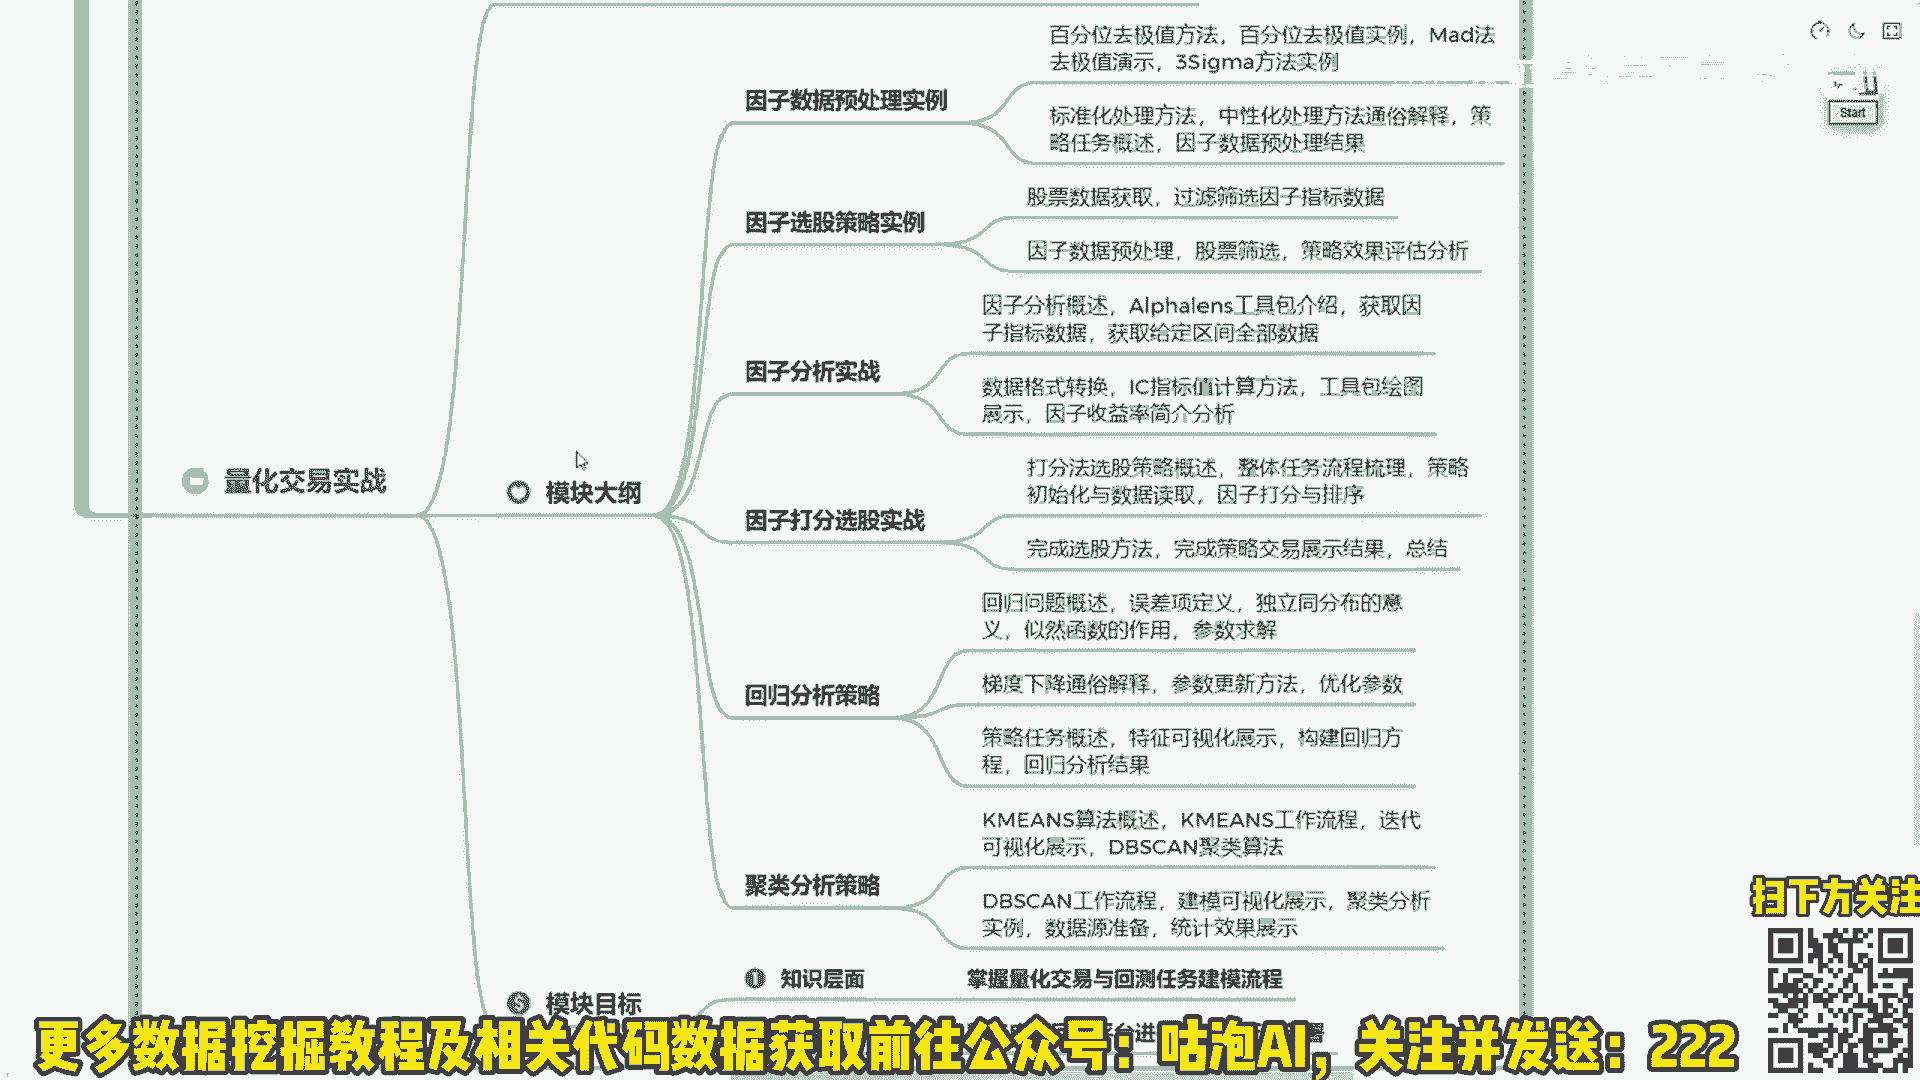 百分位去极值方法，百分位去极值实例，Mad法
去极值演示，3Sigma方法实例
因子数据预处理实例
标准化处理方法，中性化处理方法通俗解释，策
略任务概述，因子数据预处理结果
Start
股票数据获取，过滤筛选因子指标数据
因子选股策略实例
因子数据预处理，股票筛选，策略效果评估分析
因子分析概述，Alphalens工具包介绍，获取因
子指标数据，获取给定区间全部数据
因子分析实战
数据格式转换，IC指标值计算方法，工具包绘图
展示，因子收益率简介分析
量化交易实战
模块大纲
打分法选股策略概述，整体任务流程梳理，策略
初始化与数据读取，因子打分与排序
因子打分选股实战
完成选股方法，完成策略交易展示结果，总结
回归问题概述，误差项定义，独立同分布的意
义，似然函数的作用，参数求解
回归分析策略
梯度下降通俗解释，参数更新方法，优化参数
策略任务概述，特征可视化展示，构建回归方
程，回归分析结果
KMEANS算法概述，KMEANS工作流程，迭代
可视化展示，DBSCAN聚类算法
聚类分析策略
DBSCAN工作流程，建模可视化展示，聚类分析
实例，数据源准备，统计效果展示
模块目标
知识层面
掌握量化交易与回测任务建模流程
扫下方关注
更多数据挖掘教程及相关代码数据获取前往公众号：咕泡AI，关注并发送：222